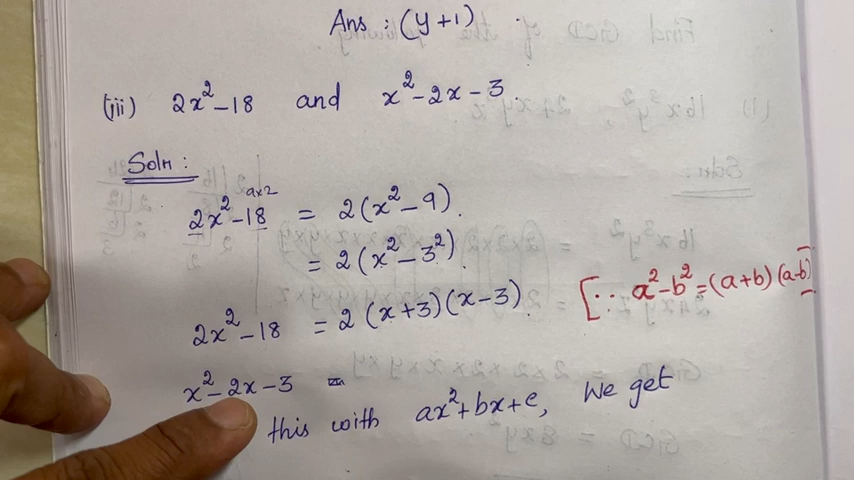 Ans : (y+1)
(iii) 2x²-18 and x²-2x-3
Soln :
9x2
2x²-18 = 2(x²-9).
= 2(x²-3²).
[∵ a²-b²=(a+b)(a-b)
2x²-18 = 2(x+3)(x-3).
x²-2x-3 =
this with ax²+bx+c, We get